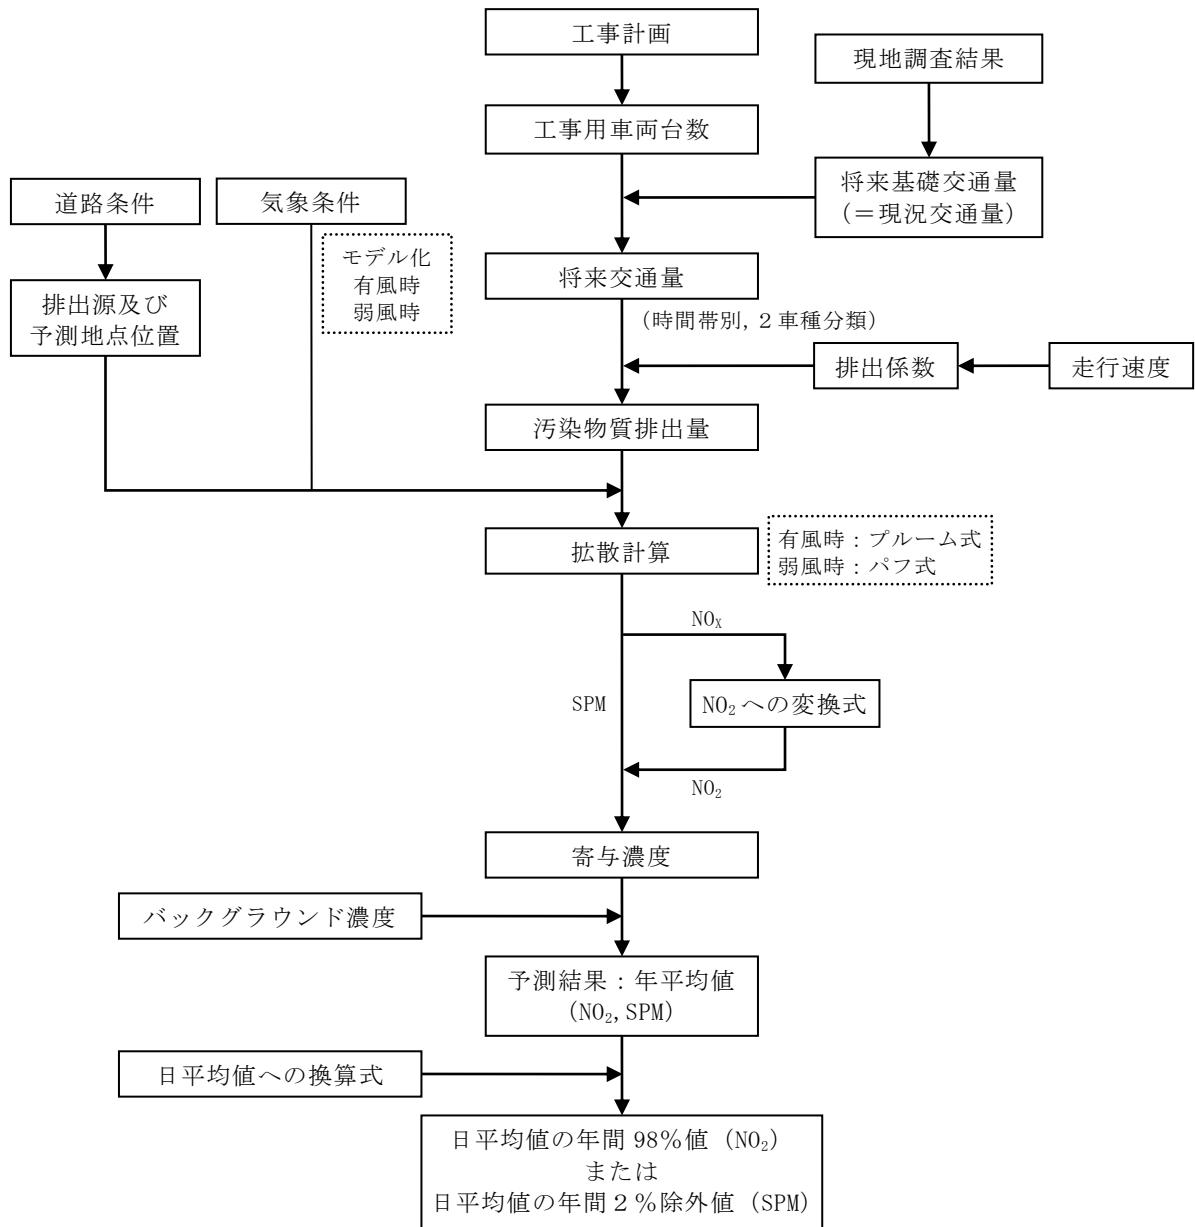 工事計画
現地調査結果
工事用車両台数
将来基礎交通量
(＝現況交通量)
道路条件
気象条件
モデル化
有風時
弱風時
将来交通量
排出源及び
予測地点位置
(時間帯別, 2車種分類)
排出係数
走行速度
汚染物質排出量
拡散計算
有風時：プルーム式
弱風時：パフ式
NOX
SPM
NO2への変換式
NO2
寄与濃度
バックグラウンド濃度
予測結果：年平均値
(NO2, SPM)
日平均値への換算式
日平均値の年間 98％値 (NO2)
または
日平均値の年間２％除外値 (SPM)